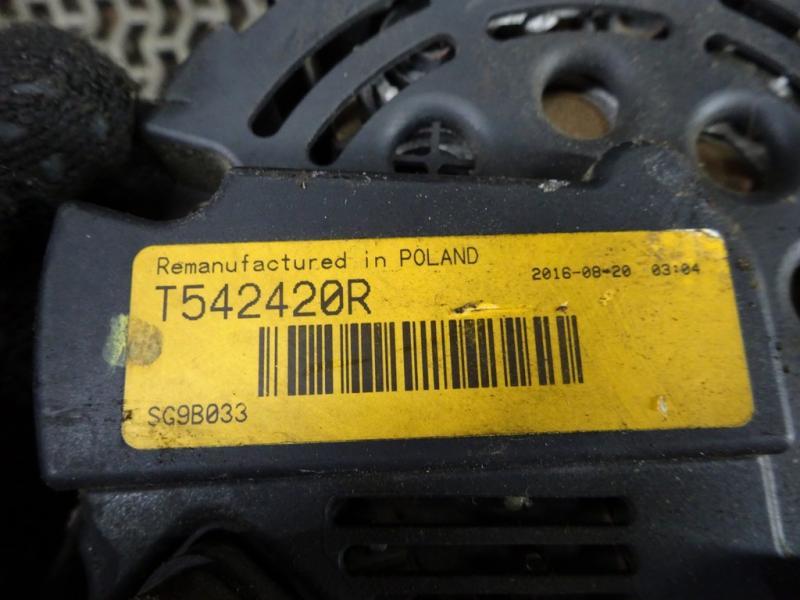 Remanufactured in POLAND
2016-08-20 03:04
T542420R
SG9B033